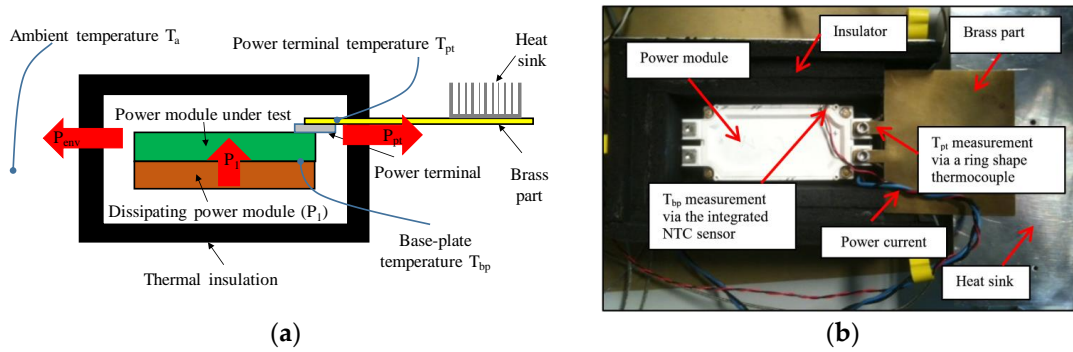 Ambient temperature Ta
Power terminal temperature Tpt
Heat
sink
Power module under test
Penv
P1
Ppt
Power terminal
Brass
part
Dissipating power module (P1)
Base-plate
temperature Tbp
Thermal insulation
(a)
Insulator
Brass part
Power module
Tpt measurement
via a ring shape
thermocouple
Tbp measurement
via the integrated
NTC sensor
Power current
Heat sink
(b)